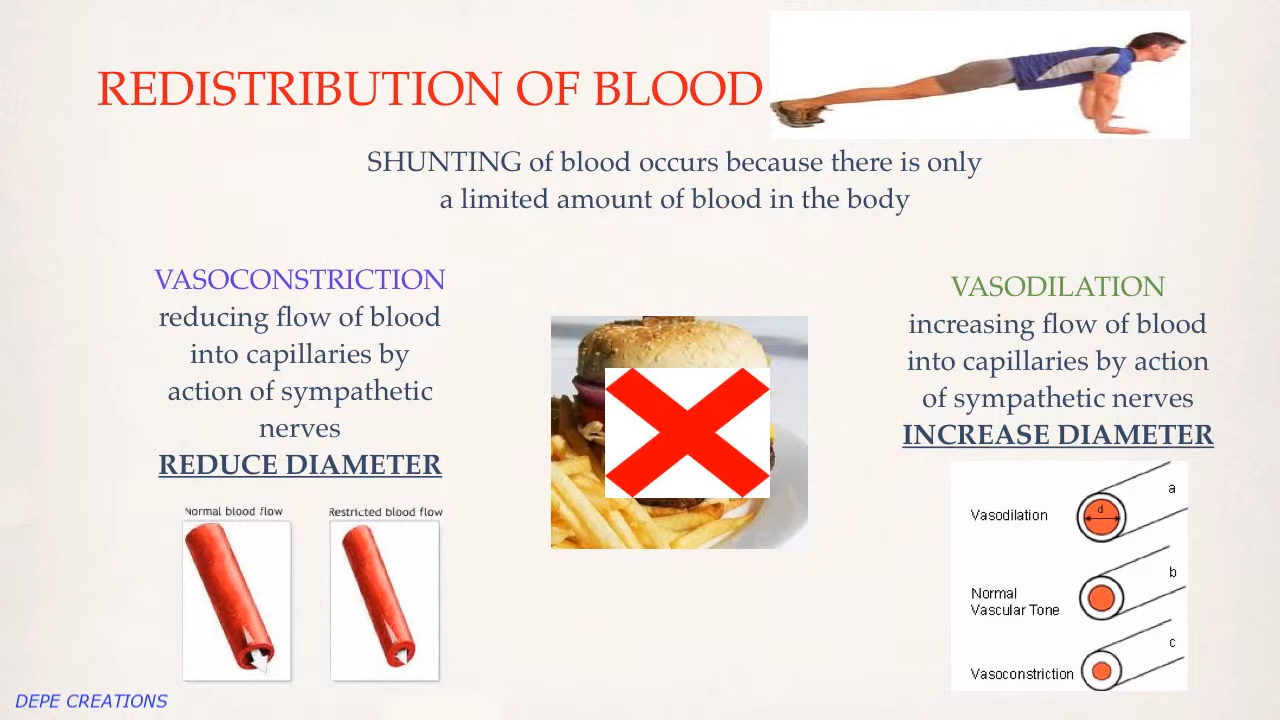 REDISTRIBUTION OF BLOOD
SHUNTING of blood occurs because there is only
a limited amount of blood in the body
VASOCONSTRICTION
reducing flow of blood
into capillaries by
action of sympathetic
nerves
REDUCE DIAMETER
Normal blood flow
Restricted blood flow
VASODILATION
increasing flow of blood
into capillaries by action
of sympathetic nerves
INCREASE DIAMETER
a
Vasodilation
d
b
Normal
Vascular Tone
c
Vasoconstriction
DEPE CREATIONS